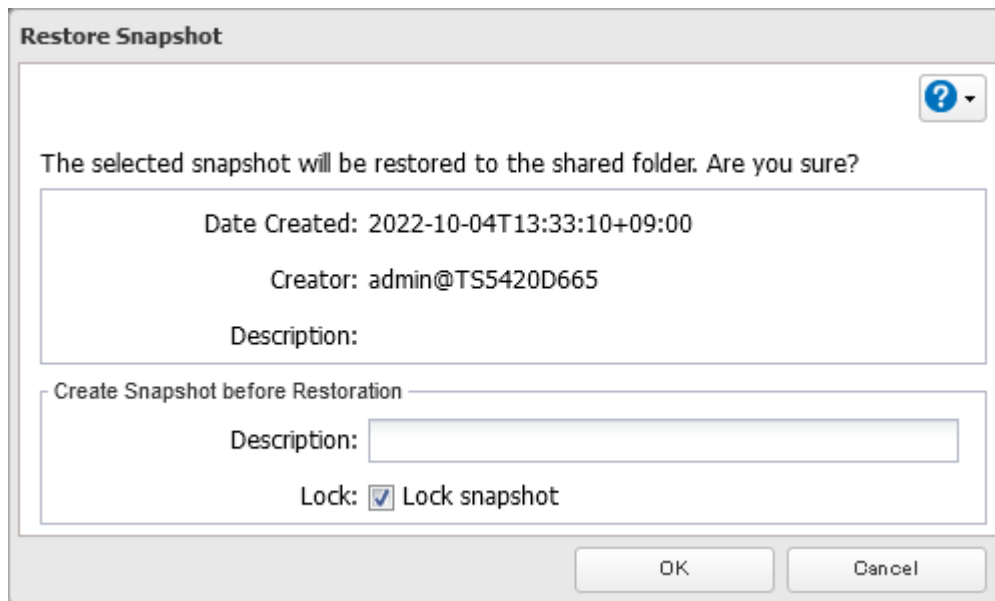 Restore Snapshot
?
The selected snapshot will be restored to the shared folder. Are you sure?
Date Created: 2022-10-04T13:33:10+09:00
Creator: admin@TS5420D665
Description:
Create Snapshot before Restoration
Description:
Lock: Lock snapshot
OK Cancel